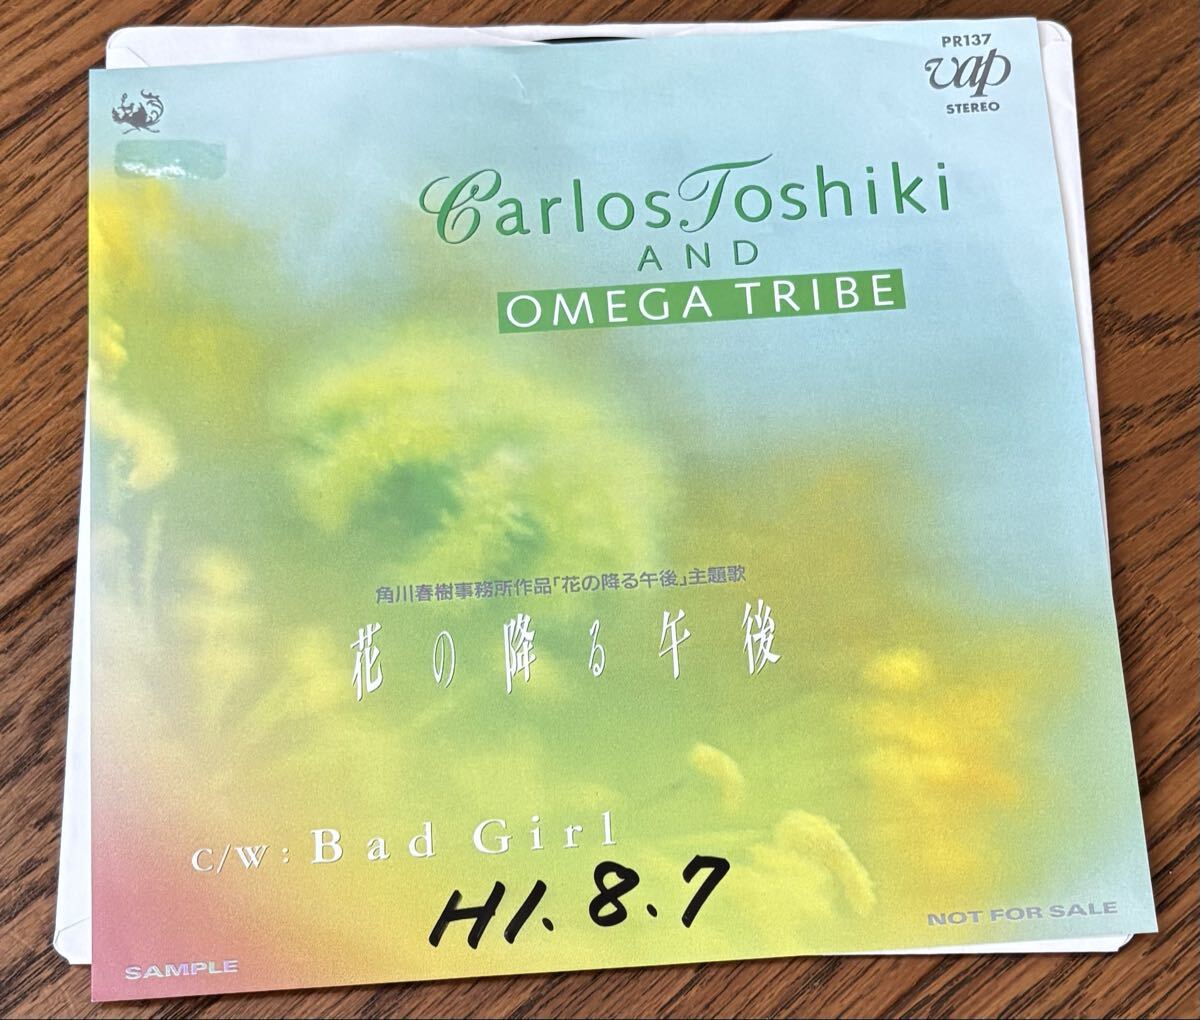 PR137
vap
STEREO
Carlos Toshiki
AND
OMEGA TRIBE
角川春樹事務所作品「花の降る午後」主題歌
花の降る午後
c/w : Bad Girl
H1.8.7
NOT FOR SALE
SAMPLE